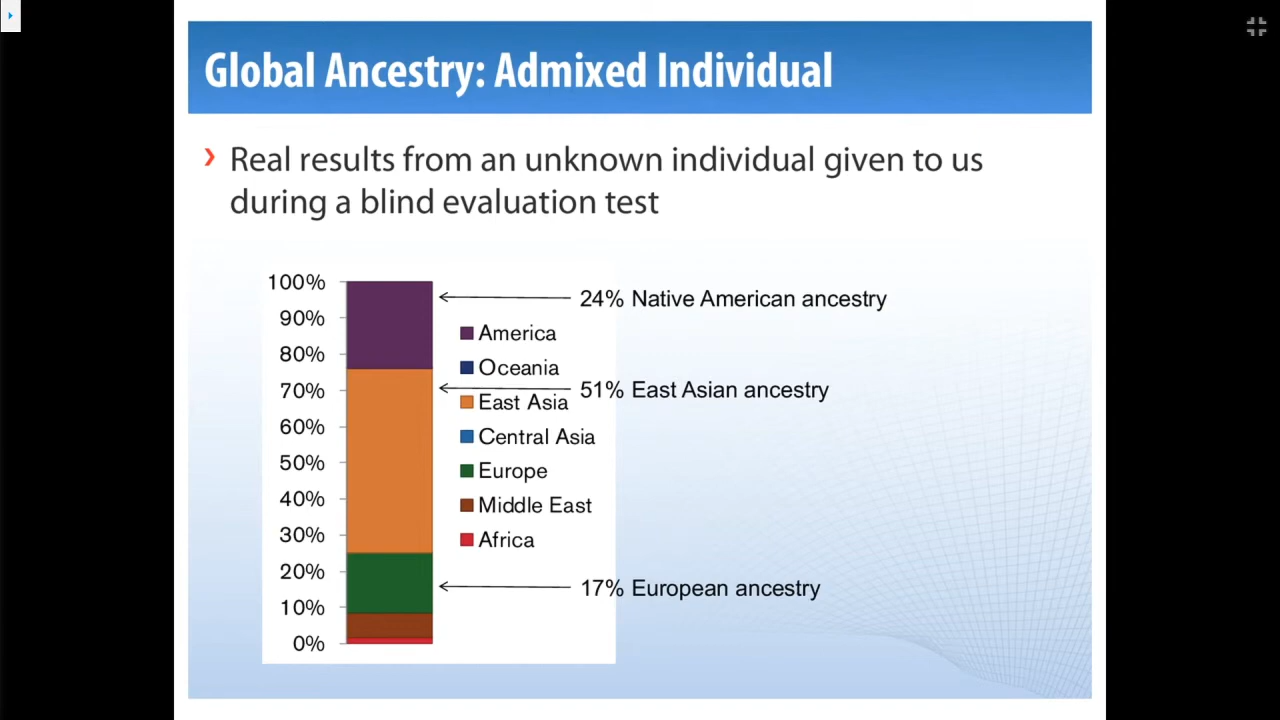 Global Ancestry: Admixed Individual
Real results from an unknown individual given to us
during a blind evaluation test
100%
90%
80%
70%
60%
50%
40%
30%
20%
10%
0%
America
Oceania
East Asia
Central Asia
Europe
Middle East
Africa
24% Native American ancestry
51% East Asian ancestry
17% European ancestry